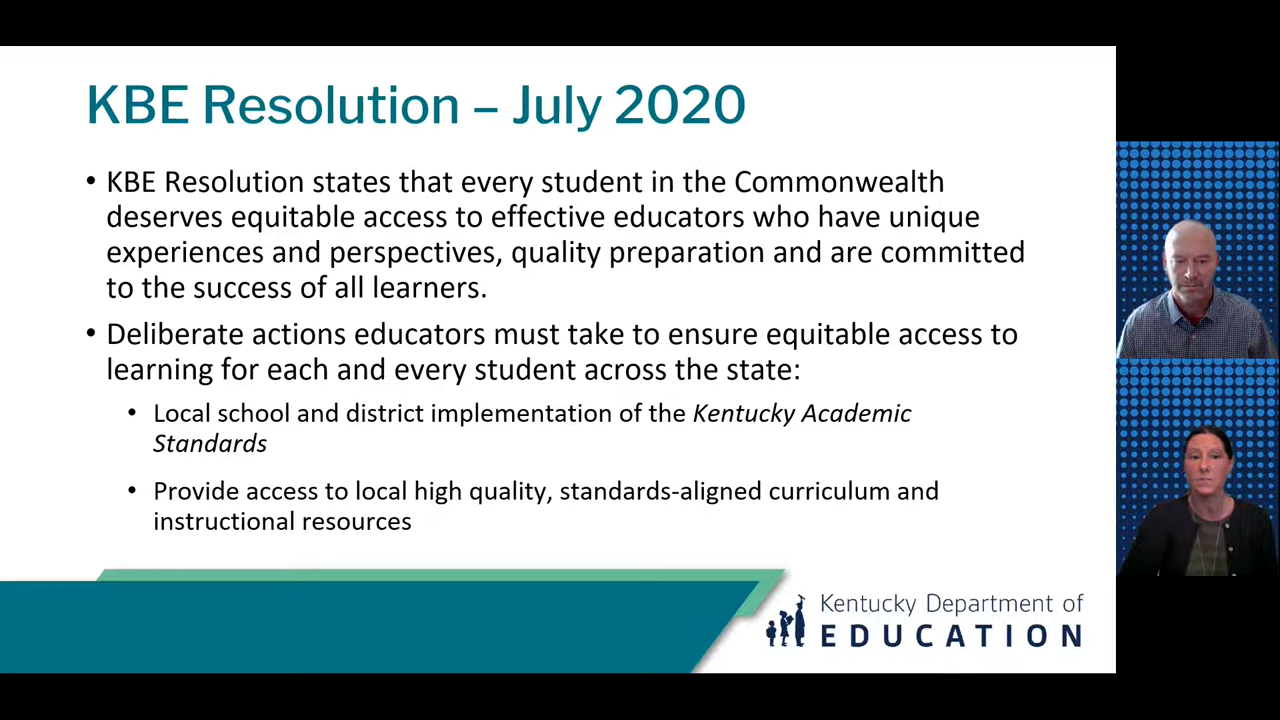 KBE Resolution – July 2020
• KBE Resolution states that every student in the Commonwealth
deserves equitable access to effective educators who have unique
experiences and perspectives, quality preparation and are committed
to the success of all learners.
• Deliberate actions educators must take to ensure equitable access to
learning for each and every student across the state:
• Local school and district implementation of the Kentucky Academic
Standards
• Provide access to local high quality, standards-aligned curriculum and
instructional resources
Kentucky Department of
EDUCATION